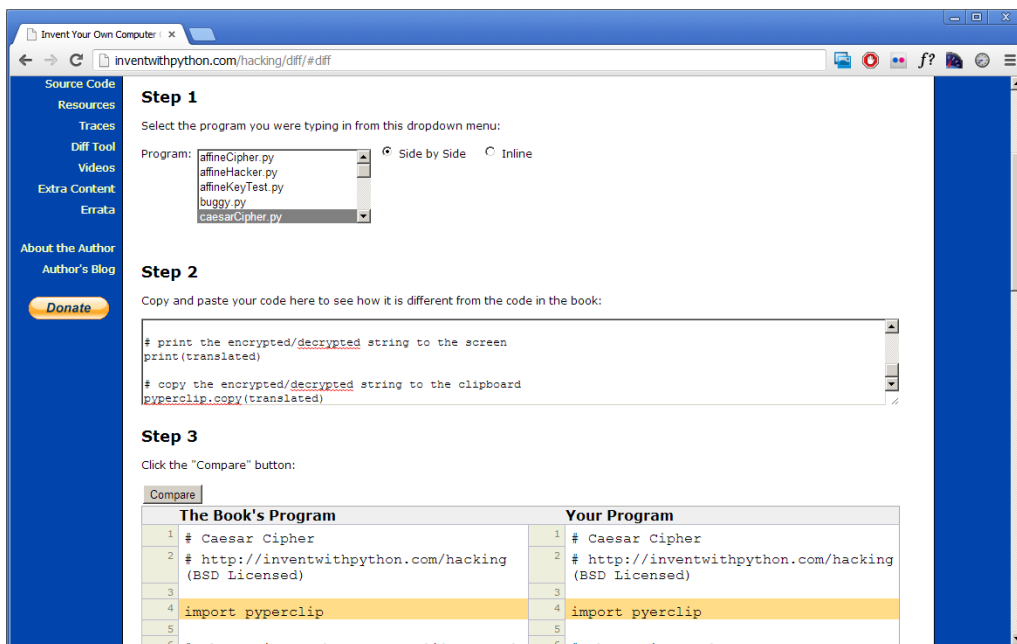 Invent Your Own Computer
inventwithpython.com/hacking/diff/#diff
f?
Source Code
Resources
Traces
Diff Tool
Videos
Extra Content
Errata
About the Author
Author's Blog
Donate
Step 1
Select the program you were typing in from this dropdown menu:
Program:
affineCipher.py
affineHacker.py
affineKeyTest.py
buggy.py
caesarCipher.py
Side by Side
Inline
Step 2
Copy and paste your code here to see how it is different from the code in the book:
# print the encrypted/decrypted string to the screen
print(translated)
# copy the encrypted/decrypted string to the clipboard
pyperclip.copy(translated)
Step 3
Click the "Compare" button:
Compare
The Book's Program
1 # Caesar Cipher
2 # http://inventwithpython.com/hacking
(BSD Licensed)
3
4 import pyperclip
5
Your Program
1 # Caesar Cipher
2 # http://inventwithpython.com/hacking
(BSD Licensed)
3
4 import pyerclip
5